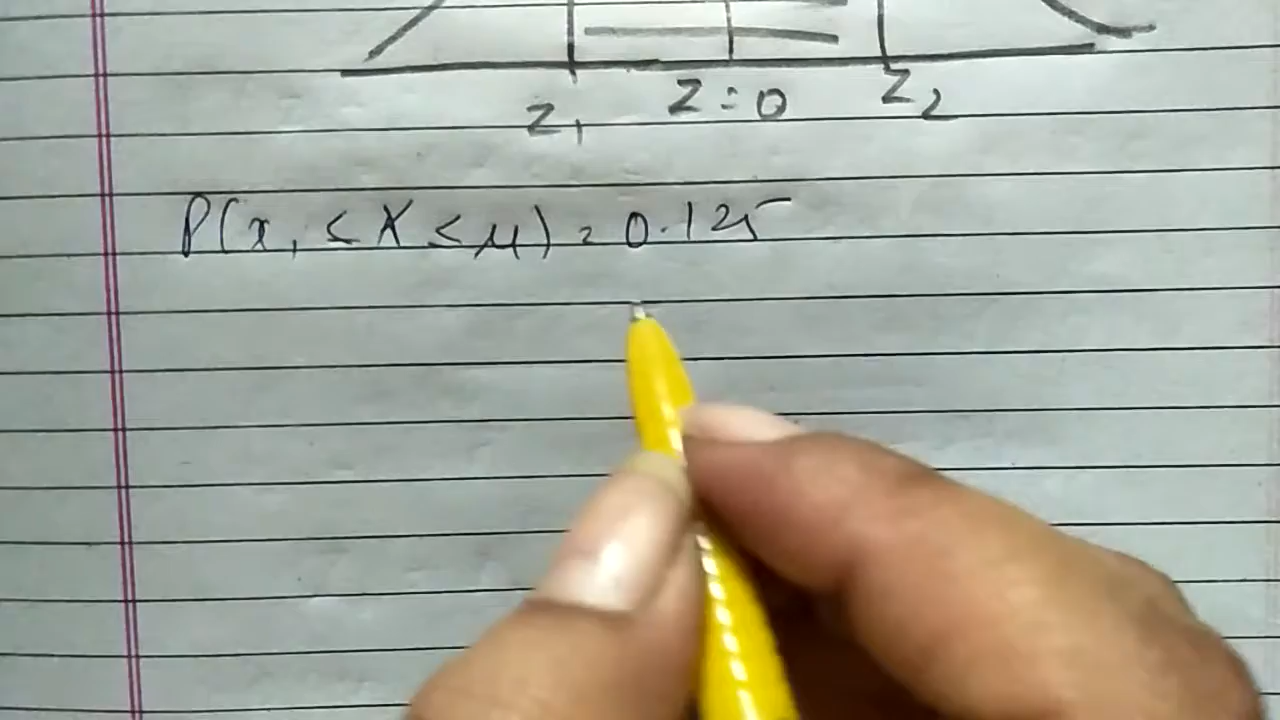 z₁ z=0 z₂
P(x₁ ≤ X ≤ μ) = 0.125